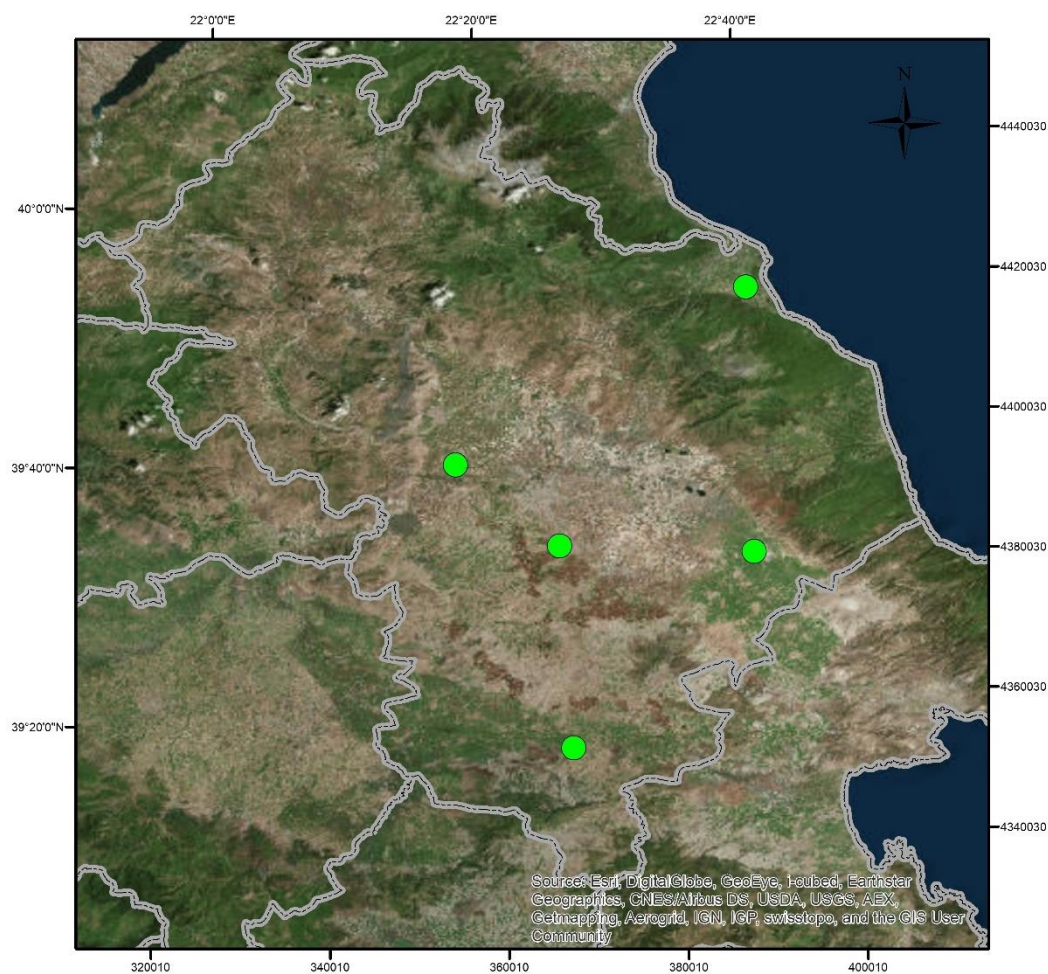 22°0'0"E 22°20'0"E 22°40'0"E
N
4440030
40°0'0"N
4420030
4400030
39°40'0"N
4380030
4360030
39°20'0"N
4340030
Source: Esri, DigitalGlobe, GeoEye, i-cubed, Earthstar
Geographics, CNES/Airbus DS, USDA, USGS, AEX,
Getmapping, Aerogrid, IGN, IGP, swisstopo, and the GIS User
Community
320010 340010 360010 380010 400010